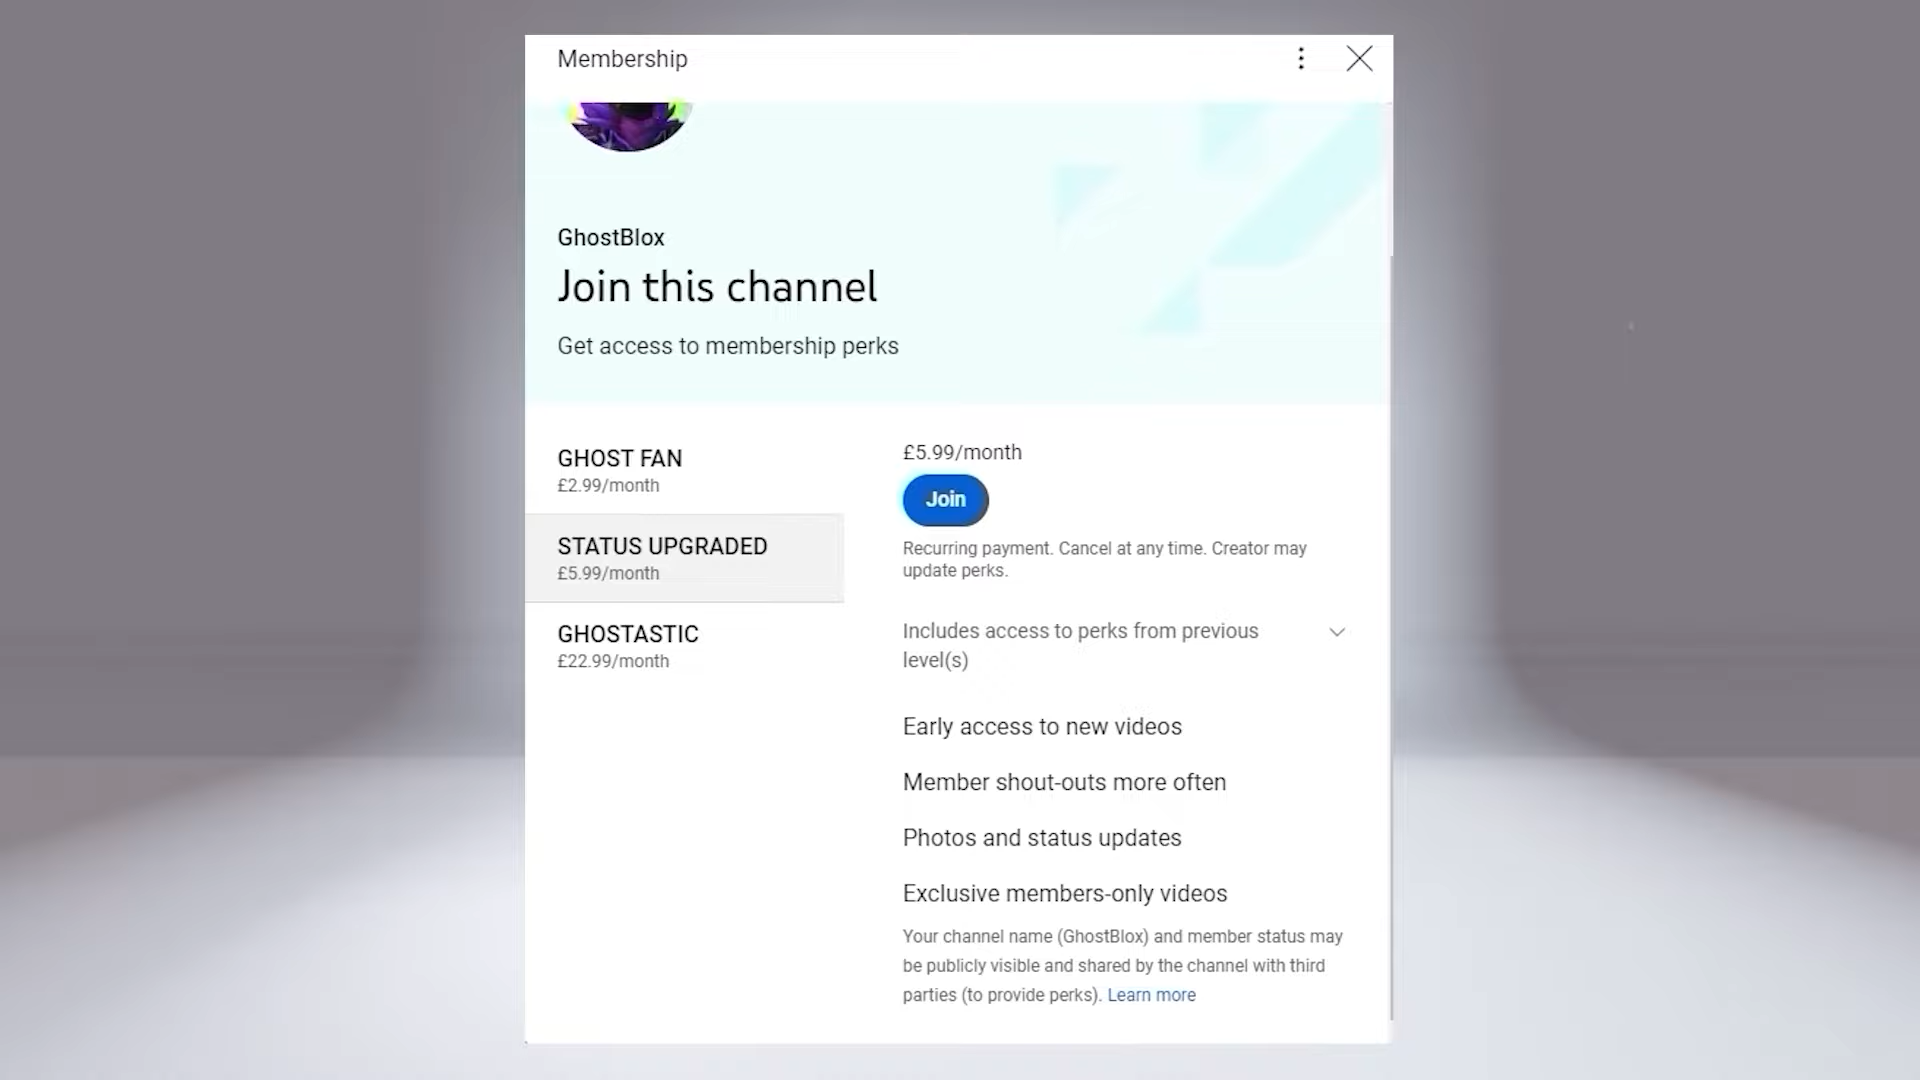 Membership
GhostBlox
Join this channel
Get access to membership perks
GHOST FAN
£2.99/month
STATUS UPGRADED
£5.99/month
GHOSTASTIC
£22.99/month
£5.99/month
Join
Recurring payment. Cancel at any time. Creator may
update perks.
Includes access to perks from previous
level(s)
Early access to new videos
Member shout-outs more often
Photos and status updates
Exclusive members-only videos
Your channel name (GhostBlox) and member status may
be publicly visible and shared by the channel with third
parties (to provide perks). Learn more